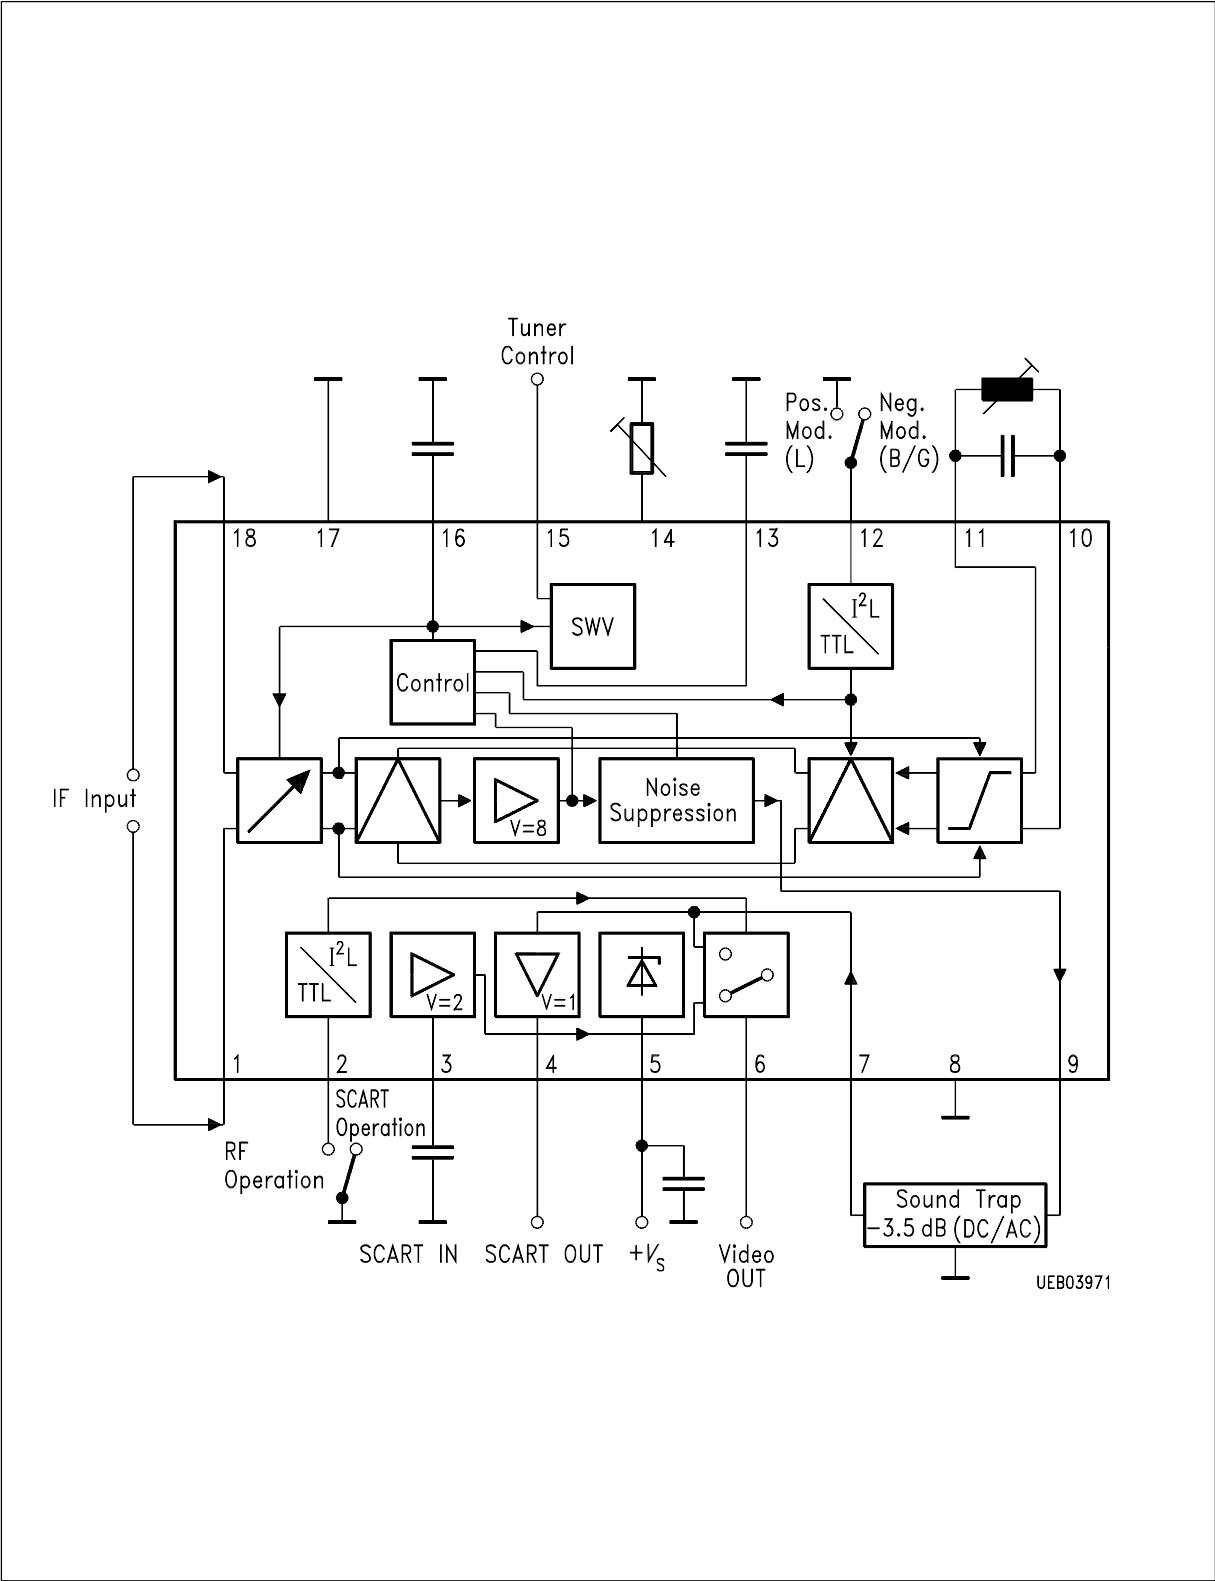 Tuner
Control
Pos.
Mod.
(L)
Neg.
Mod.
(B/G)
18
17
16
15
14
13
12
11
10
I²L
TTL
SWV
Control
IF Input
V=8
Noise
Suppression
I²L
TTL
V=2
V=1
1
2
3
4
5
6
7
8
9
SCART
Operation
RF
Operation
Sound Trap
−3.5 dB (DC/AC)
SCART IN
SCART OUT
+Vs
Video
OUT
UEB03971